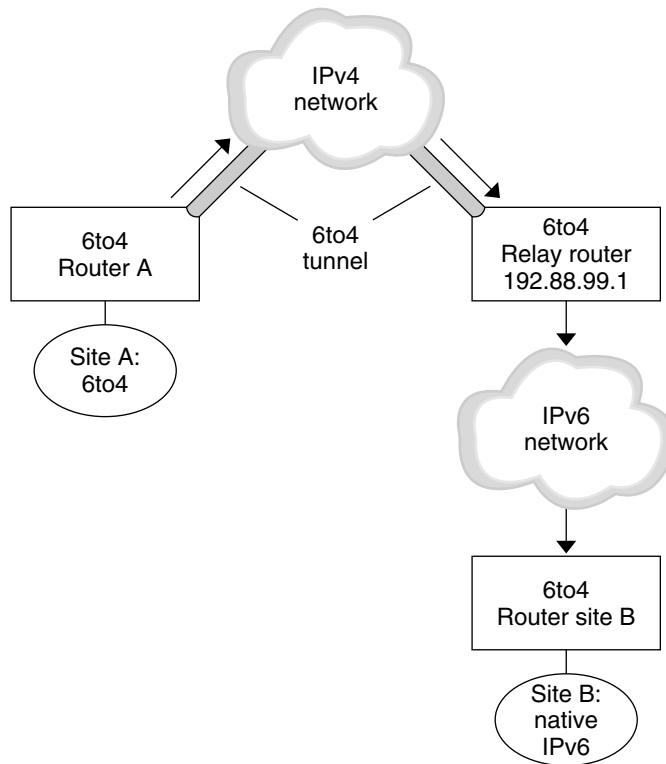 IPv4
network
6to4
Router A
6to4
tunnel
6to4
Relay router
192.88.99.1
Site A:
6to4
IPv6
network
6to4
Router site B
Site B:
native
IPv6